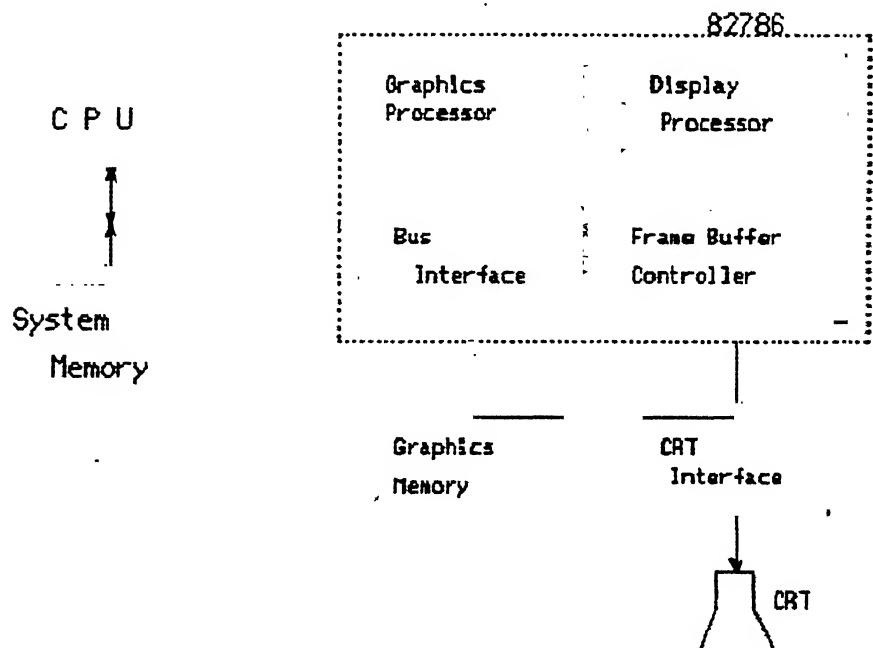 82786
Graphics
Processor
Display
Processor
C P U
Bus
Interface
Frame Buffer
Controller
System
Memory
Graphics
Memory
CRT
Interface
CRT